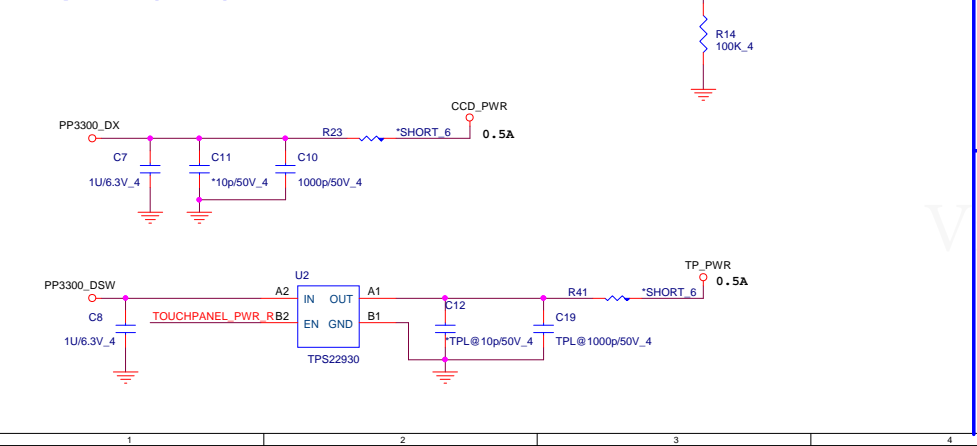 R14
100K_4
CCD_PWR
PP3300_DX
R23
*SHORT_6
0.5A
C7
C11
C10
1U/6.3V_4
*10p/50V_4
1000p/50V_4
V
TP_PWR
U2
PP3300_DSW
A2
IN
OUT
A1
R41
*SHORT_6
0.5A
C8
TOUCHPANEL_PWR_R
B2
EN
GND
B1
C12
C19
1U/6.3V_4
*TPL@10p/50V_4
TPL@1000p/50V_4
TPS22930
1
2
3
4